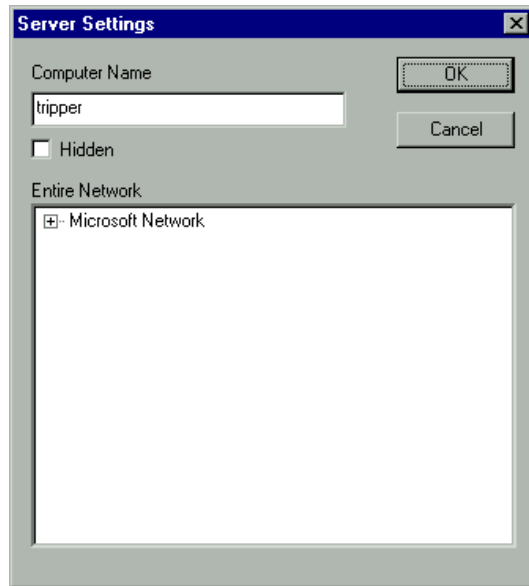 Server Settings
Computer Name
OK
tripper
Cancel
Hidden
Entire Network
Microsoft Network